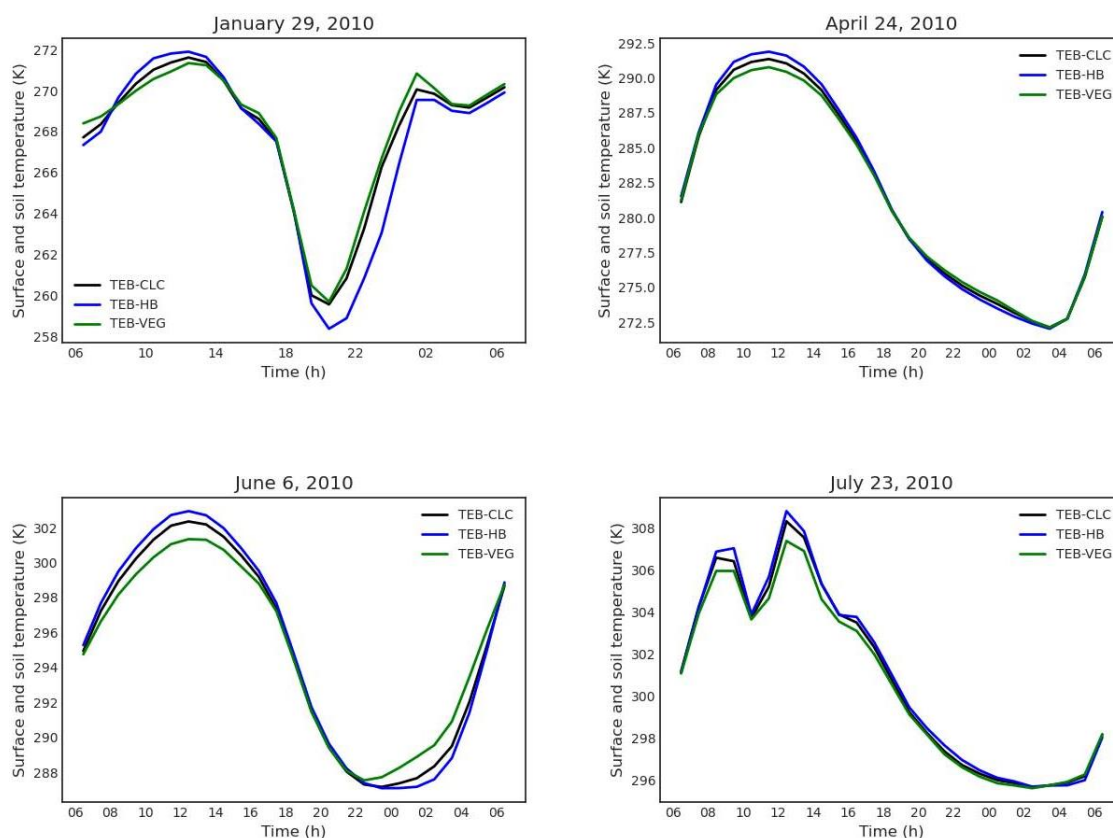 January 29, 2010
Surface and soil temperature (K)
272
270
268
266
264
262
260
258
TEB-CLC
TEB-HB
TEB-VEG
06 10 14 18 22 02 06
Time (h)
April 24, 2010
Surface and soil temperature (K)
292.5
290.0
287.5
285.0
282.5
280.0
277.5
275.0
272.5
TEB-CLC
TEB-HB
TEB-VEG
06 08 10 12 13 14 16 18 20 22 00 02 04 06
Time (h)
June 6, 2010
Surface and soil temperature (K)
302
300
298
296
294
292
290
288
TEB-CLC
TEB-HB
TEB-VEG
06 08 10 12 13 14 16 18 20 22 00 02 04 06
Time (h)
July 23, 2010
Surface and soil temperature (K)
308
306
304
302
300
298
296
TEB-CLC
TEB-HB
TEB-VEG
06 08 10 12 13 14 16 18 20 22 00 02 04 06
Time (h)